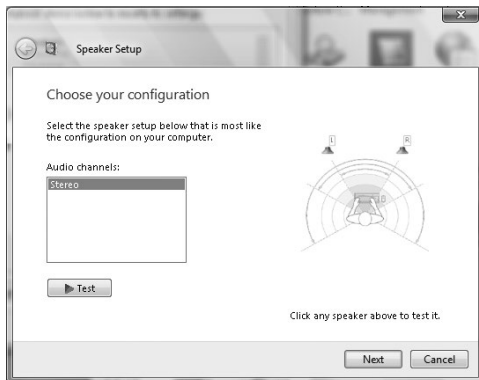 Speaker Setup
Choose your configuration
Select the speaker setup below that is most like
the configuration on your computer.
Audio channels:
Stereo
L
R
Test
Click any speaker above to test it.
Next
Cancel